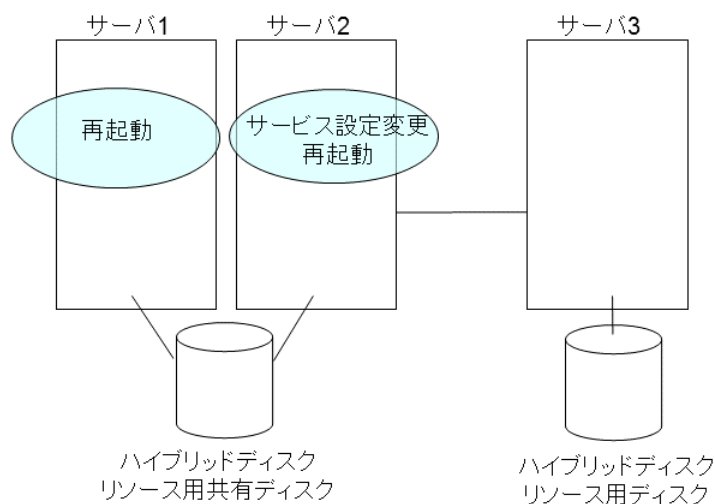 サーバ1
サーバ2
サーバ3
再起動
サービス設定変更
再起動
ハイブリッドディスク
リソース用共有ディスク
ハイブリッドディスク
リソース用ディスク